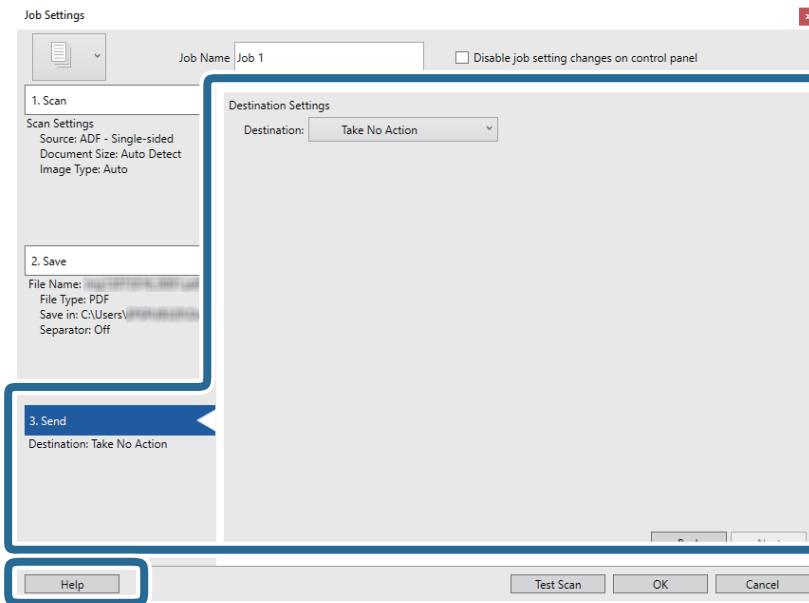 Job Settings
Job Name Job 1
Disable job setting changes on control panel
1. Scan
Scan Settings
Source: ADF - Single-sided
Document Size: Auto Detect
Image Type: Auto
2. Save
File Name:
File Type: PDF
Save in: C:\Users\
Separator: Off
3. Send
Destination: Take No Action
Destination Settings
Destination: Take No Action
Help
Test Scan
OK
Cancel